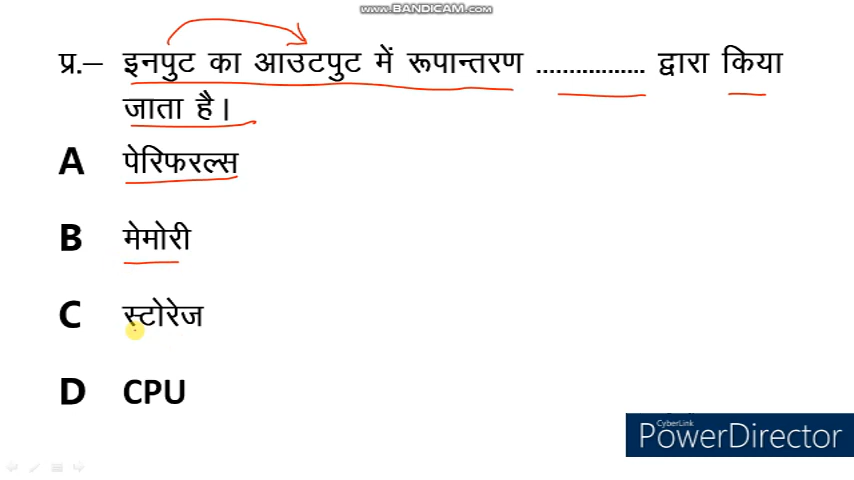 www.BANDICAM.com
प्र.– इनपुट का आउटपुट में रूपान्तरण ................. द्वारा किया
जाता है।
A पेरिफरल्स
B मेमोरी
C स्टोरेज
D CPU
CyberLink
PowerDirector